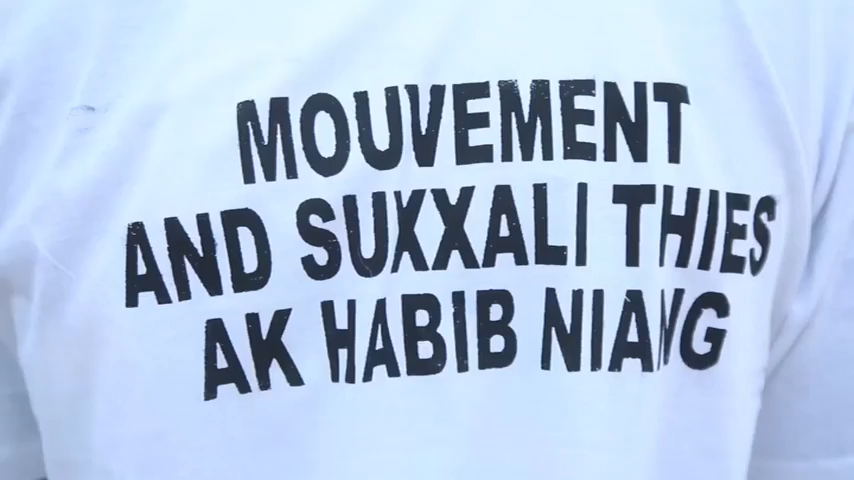 MOUVEMENT
AND SUXXALI THIES
AK HABIB NIANG